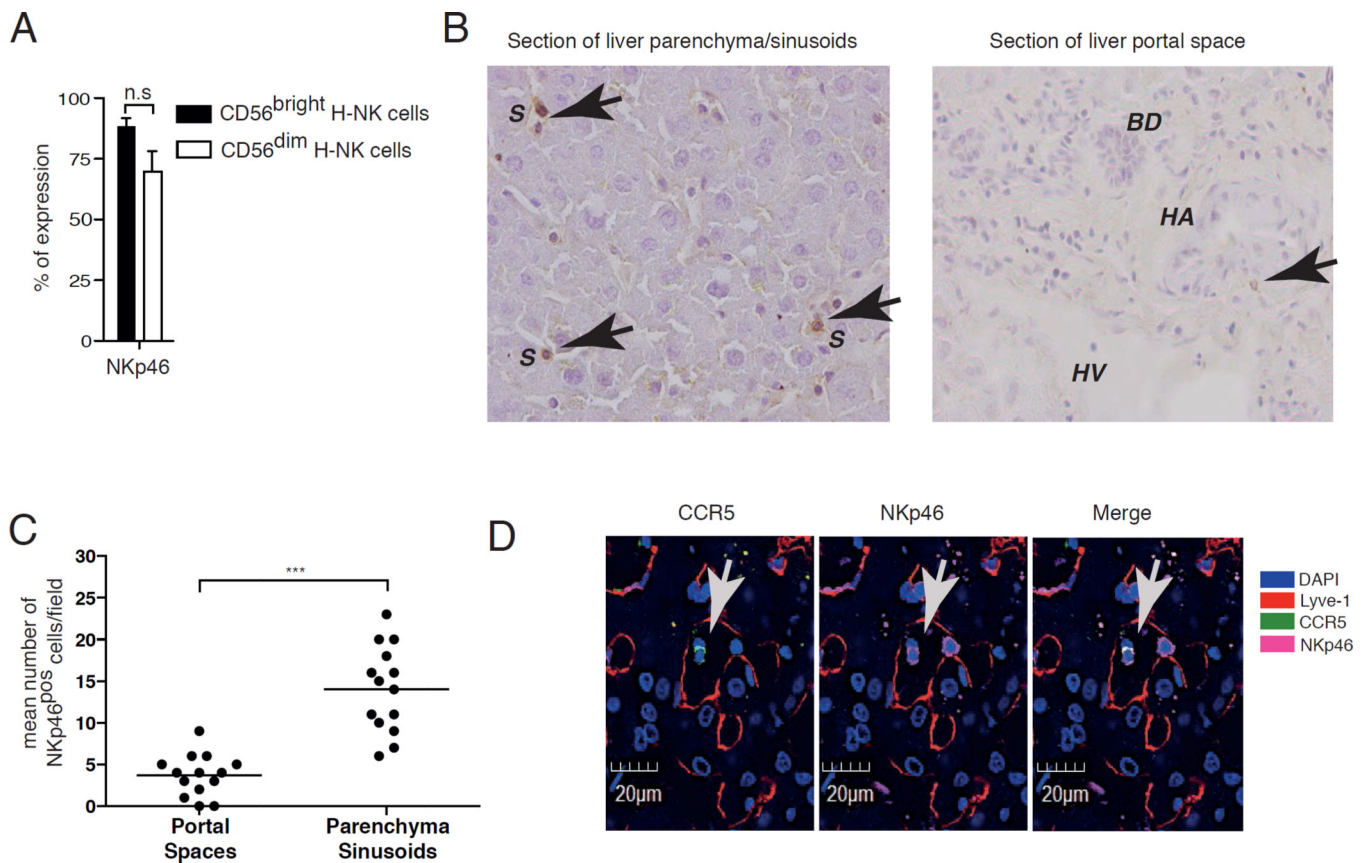 A
n.s
100
75
50
25
0
% of expression
NKp46
CD56bright H-NK cells
CD56dim H-NK cells
B
Section of liver parenchyma/sinusoids
S
S
S
Section of liver portal space
BD
HA
HV
C
mean number of
NKp46pos cells/field
30
25
20
15
10
5
0
***
Portal
Spaces
Parenchyma
Sinusoids
D
CCR5
NKp46
Merge
20μm
20μm
20μm
DAPI
Lyve-1
CCR5
NKp46